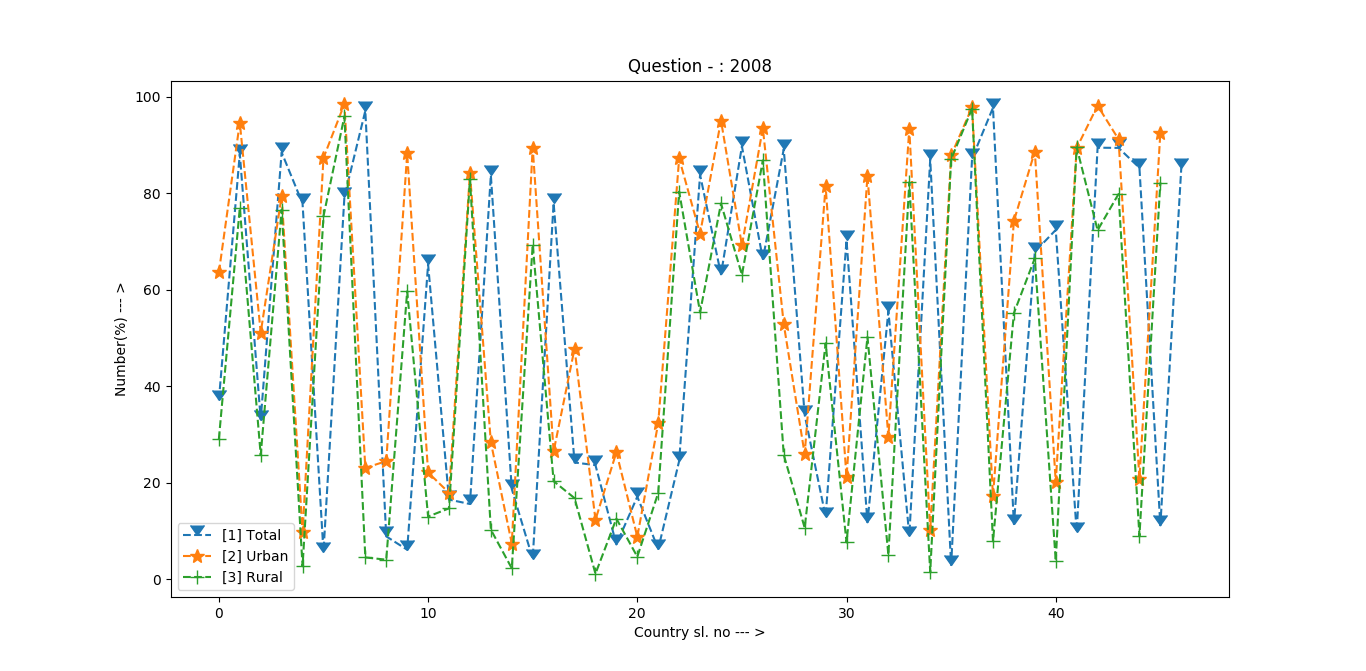 Question - : 2008
Number(%) --- >
100
80
60
40
20
0
[1] Total
[2] Urban
[3] Rural
0 10 20 30 40
Country sl. no --- >